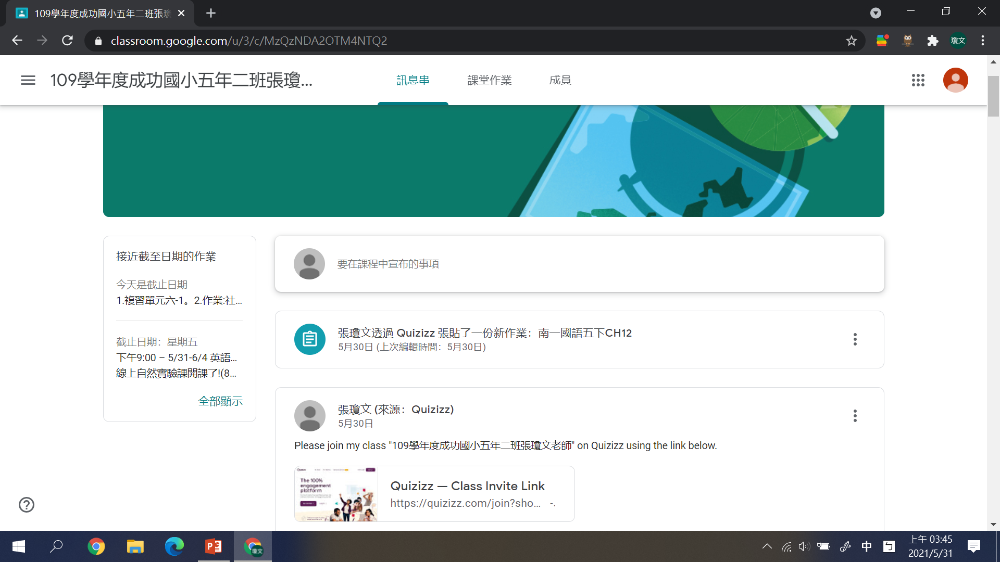 109學年度成功國小五年二班張瓊
classroom.google.com/u/3/c/MzQzNDA2OTM4NTQ2
瓊文
109學年度成功國小五年二班張瓊...
訊息串
課堂作業
成員
接近截至日期的作業
今天是截止日期
1.複習單元六-1。2.作業:社...
截止日期：星期五
下午9:00 – 5/31-6/4 英語...
線上自然實驗課開課了!(8...
全部顯示
要在課程中宣布的事項
張瓊文透過 Quizizz 張貼了一份新作業：南一國語五下CH12
5月30日 (上次編輯時間：5月30日)
張瓊文 (來源：Quizizz)
5月30日
Please join my class "109學年度成功國小五年二班張瓊文老師" on Quizizz using the link below.
The 100%
engagement
platform
Quizizz — Class Invite Link
https://quizizz.com/join?sho... -.
瓊文
中
ㄅ
上午 03:45
2021/5/31